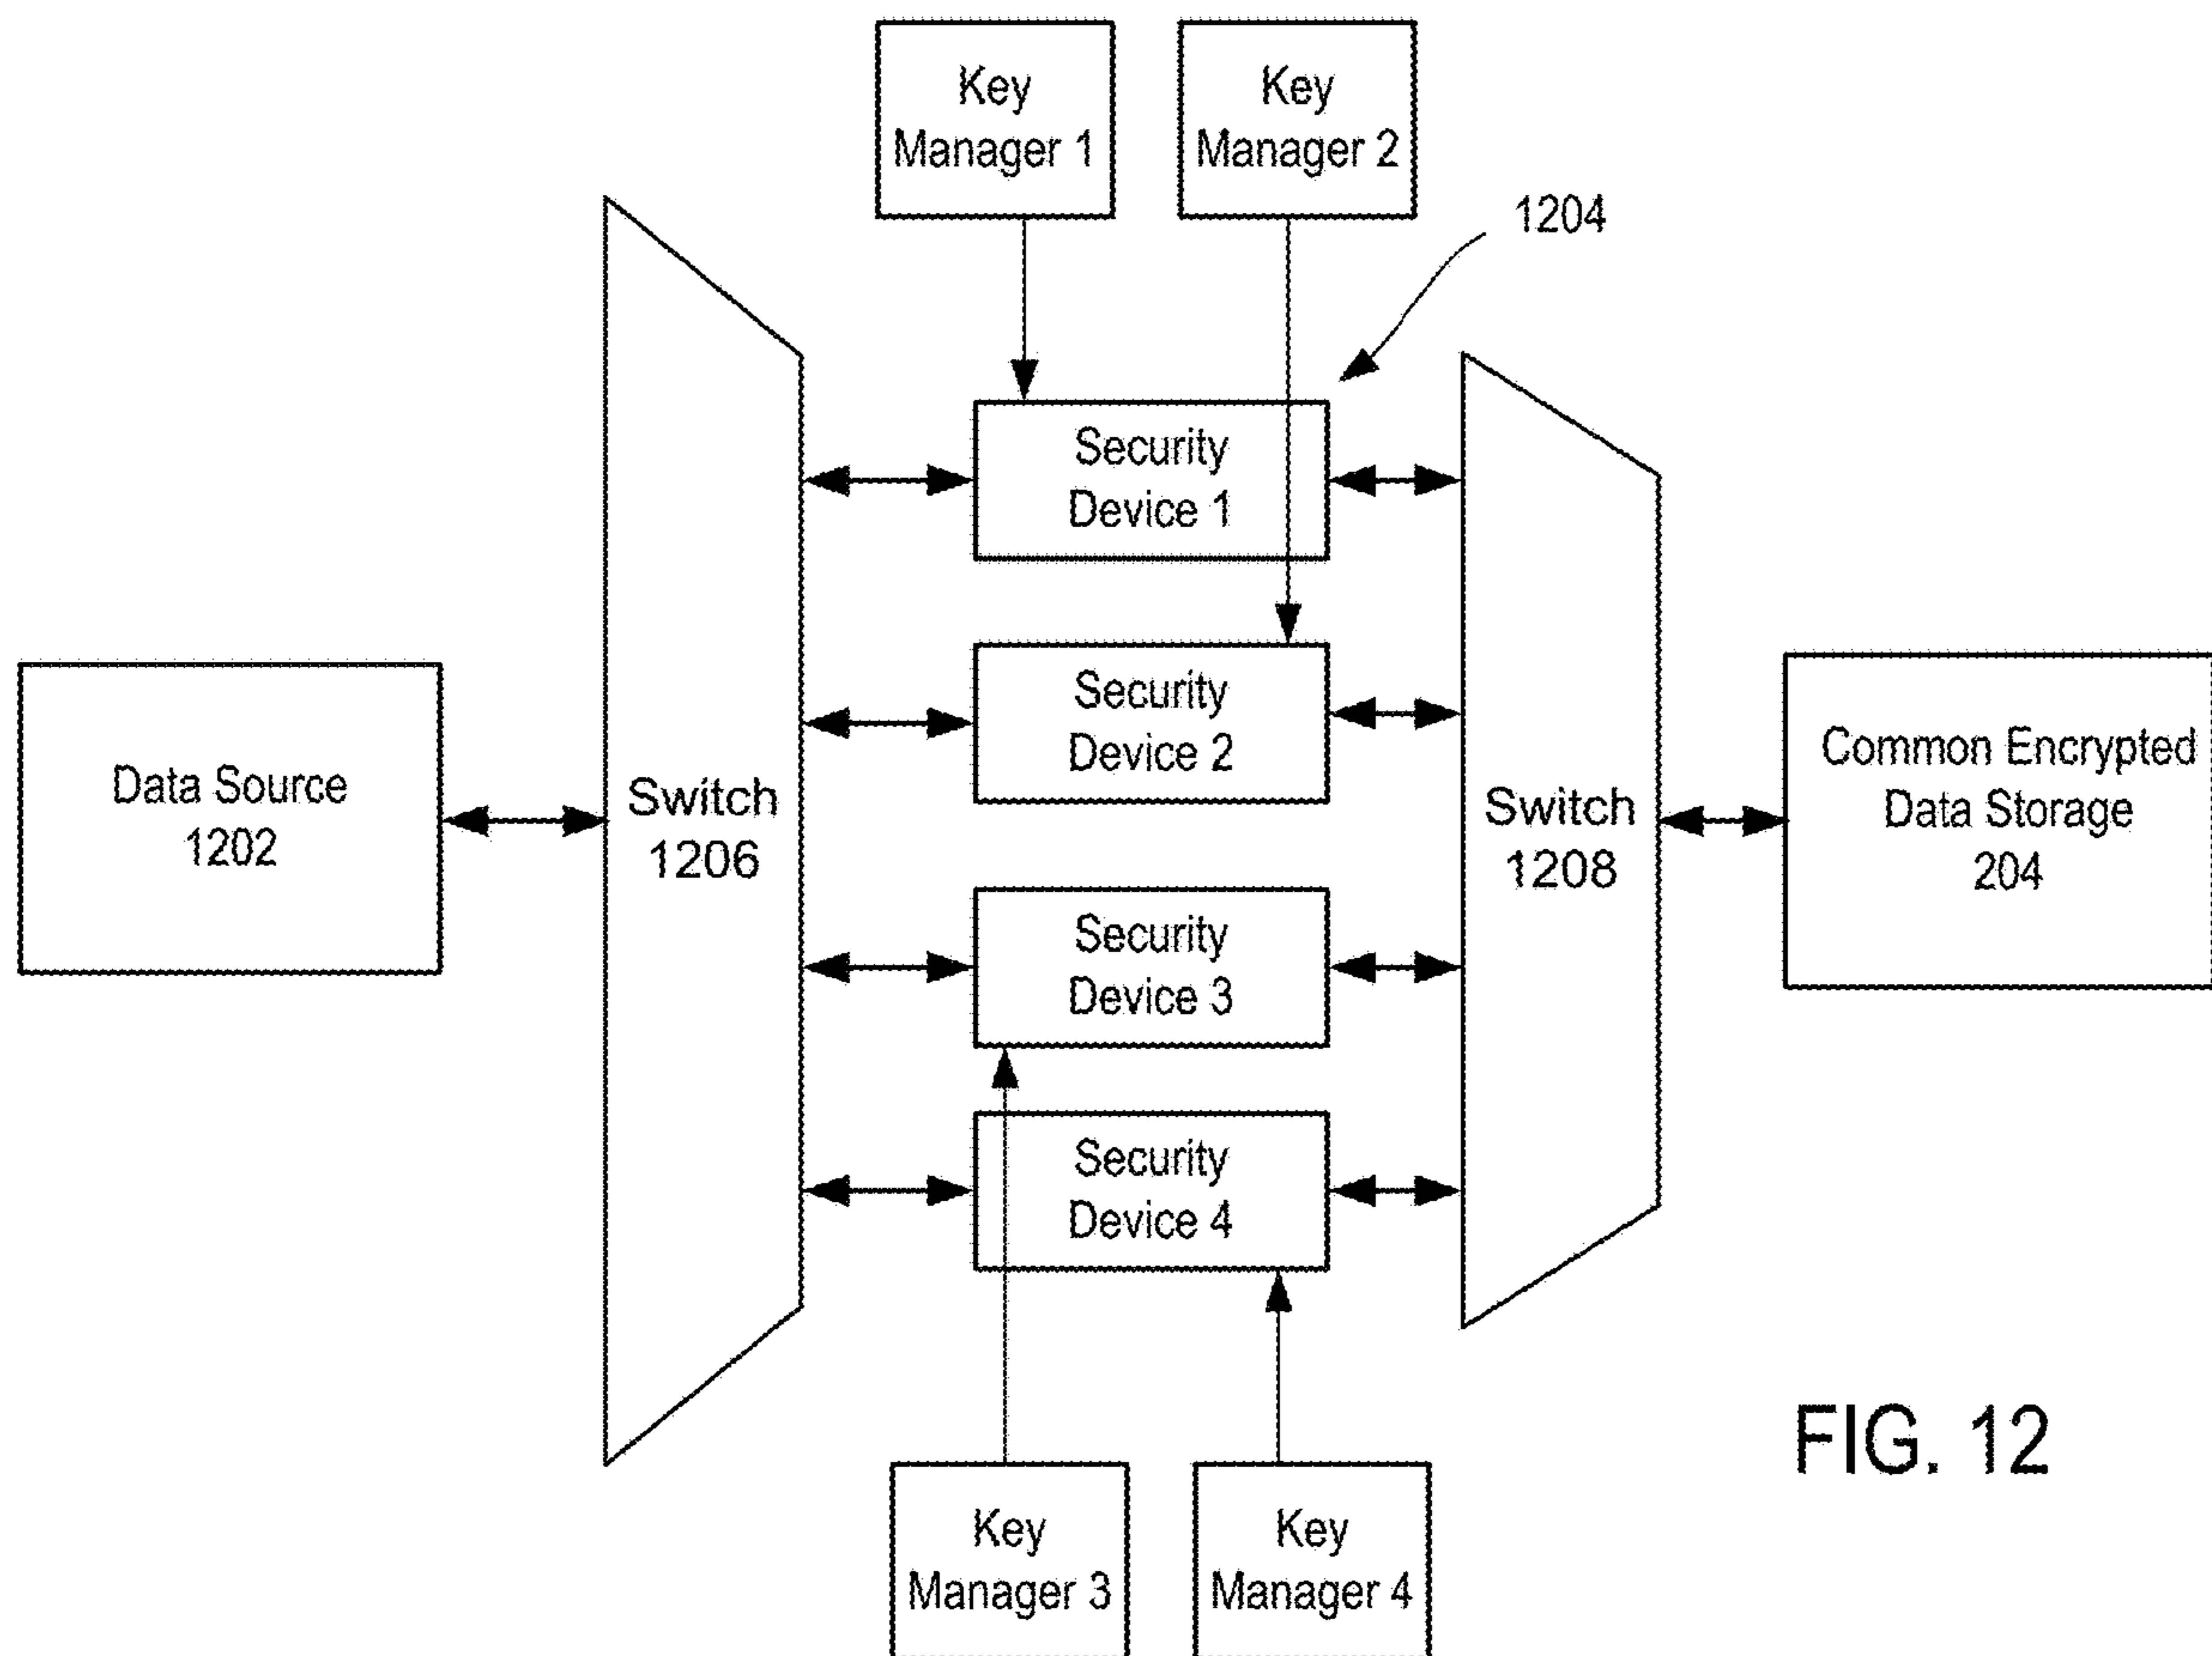 Key
Manager 1
Key
Manager 2
1204
Security
Device 1
Security
Device 2
Data Source
1202
Switch
1206
Switch
1208
Common Encrypted
Data Storage
204
Security
Device 3
Security
Device 4
FIG. 12
Key
Manager 3
Key
Manager 4